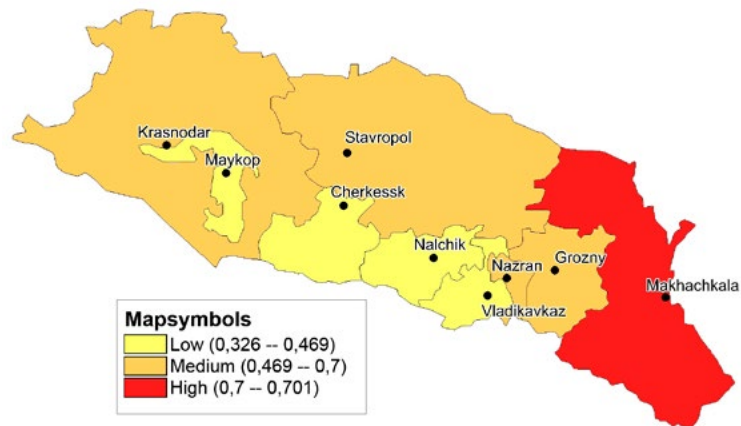 Krasnodar
Maykop
Stavropol
Cherkessk
Nalchik
Nazran
Grozny
Vladikavkaz
Makhachkala
Mapsymbols
Low (0,326 -- 0,469)
Medium (0,469 -- 0,7)
High (0,7 -- 0,701)